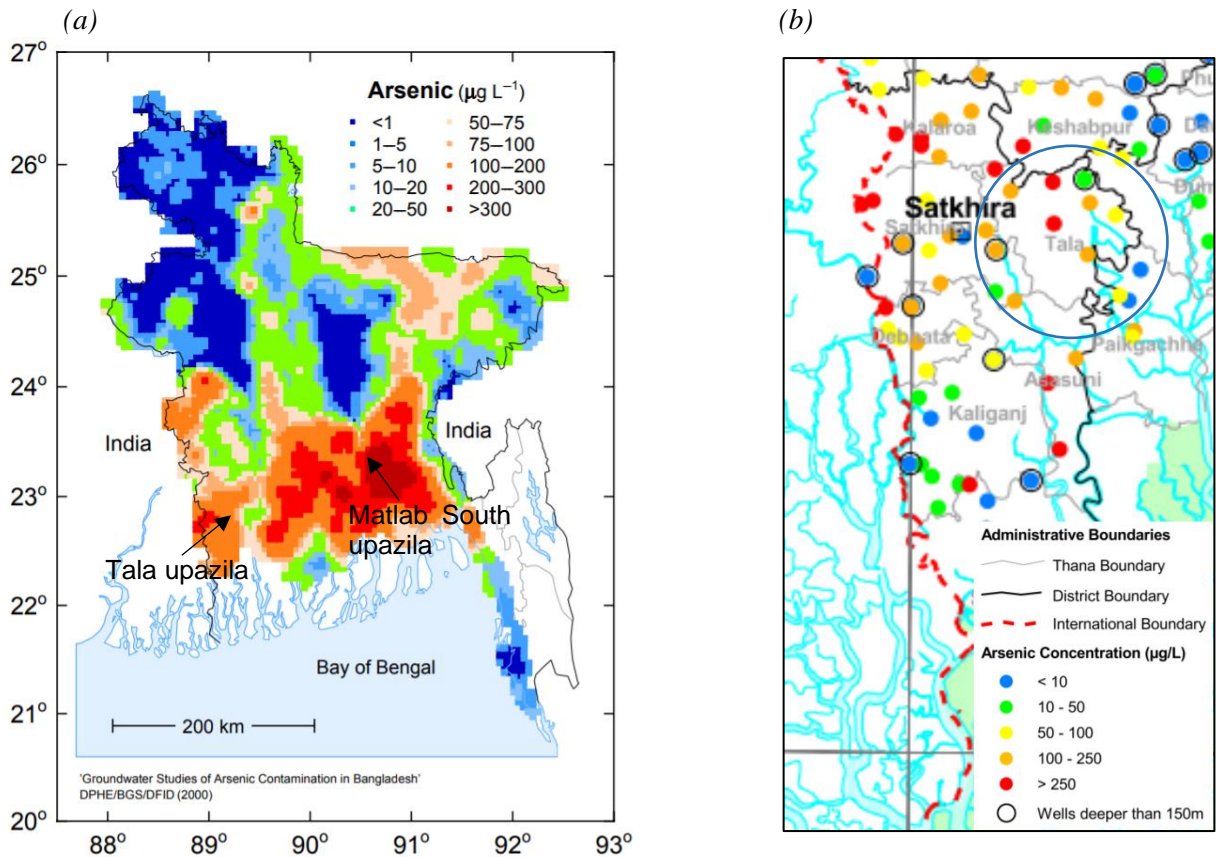 (a)
27°
26°
25°
24°
23°
22°
21°
20°
88°
89°
90°
91°
92°
93°
Arsenic (µg L⁻¹)
<1
1–5
5–10
10–20
20–50
50–75
75–100
100–200
200–300
>300
India
India
Matlab South
upazila
Tala upazila
Bay of Bengal
200 km
'Groundwater Studies of Arsenic Contamination in Bangladesh'
DPHE/BGS/DFID (2000)
(b)
Kalaroa
Keshabpur
Satkhira
Satkhira
Tala
Debhata
Paikgachha
Asasuni
Kaliganj
Administrative Boundaries
Thana Boundary
District Boundary
International Boundary
Arsenic Concentration (µg/L)
< 10
10 - 50
50 - 100
100 - 250
> 250
Wells deeper than 150m